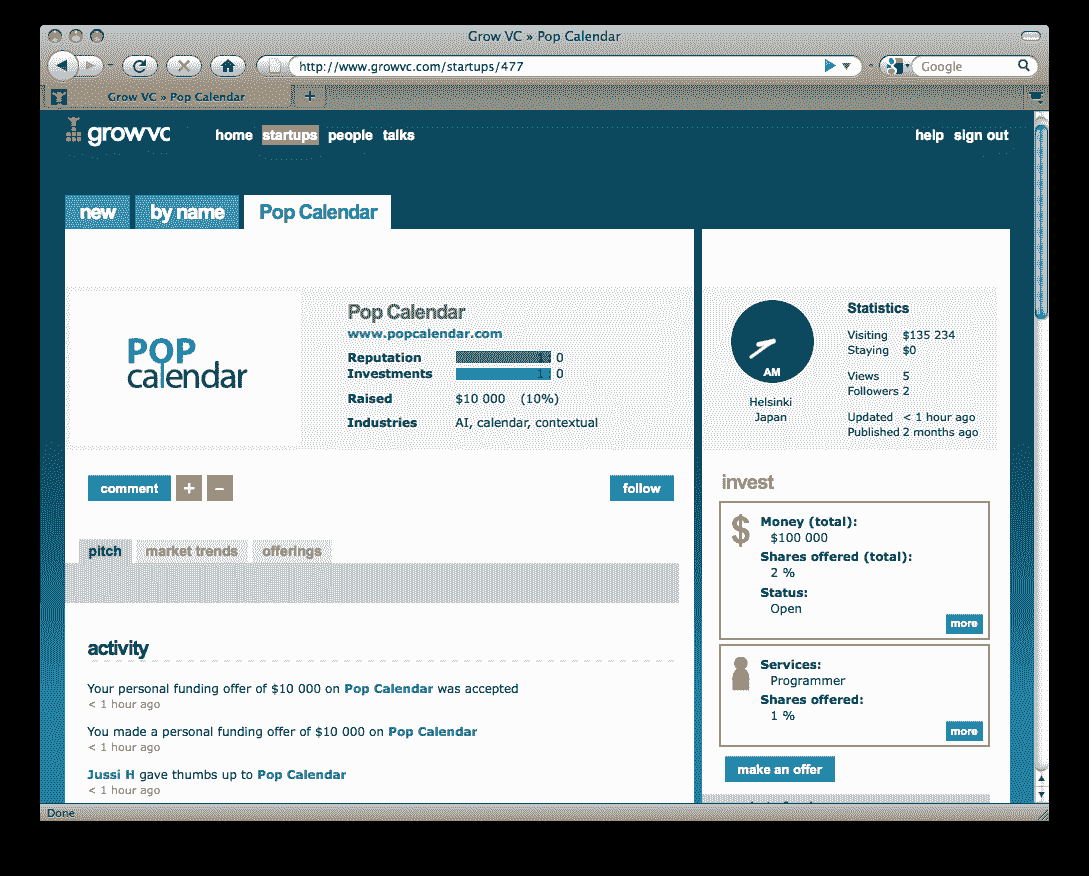 Grow VC » Pop Calendar
http://www.growvc.com/startups/477
Google
Grow VC » Pop Calendar
+
growvc
home startups people talks
help sign out
new by name Pop Calendar
POP
calendar
Pop Calendar
www.popcalendar.com
Reputation 1 0
Investments 1 0
Raised $10 000 (10%)
Industries AI, calendar, contextual
AM
Helsinki
Japan
Statistics
Visiting $135 234
Staying $0
Views 5
Followers 2
Updated < 1 hour ago
Published 2 months ago
comment + − follow
pitch market trends offerings
activity
Your personal funding offer of $10 000 on Pop Calendar was accepted
< 1 hour ago
You made a personal funding offer of $10 000 on Pop Calendar
< 1 hour ago
Jussi H gave thumbs up to Pop Calendar
< 1 hour ago
invest
$
Money (total):
$100 000
Shares offered (total):
2 %
Status:
Open
more
Services:
Programmer
Shares offered:
1 %
more
make an offer
Done